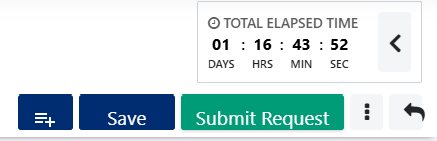 TOTAL ELAPSED TIME
01 : 16 : 43 : 52
DAYS HRS MIN SEC
Save Submit Request